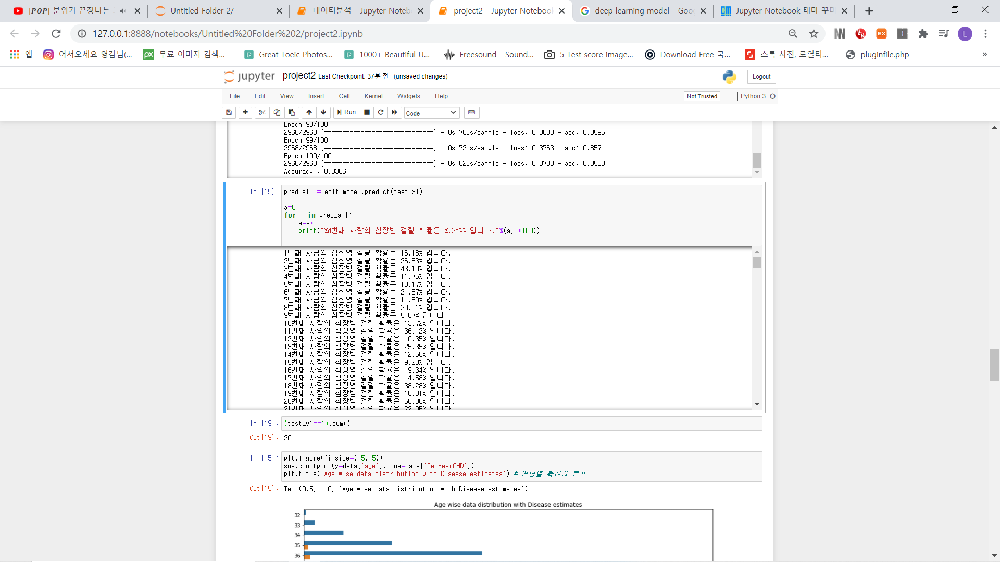 [POP] 분위기 끝장나는
Untitled Folder 2/
데이터분석 - Jupyter Noteb
project2 - Jupyter Notebook
deep learning model - Goo
Jupyter Notebook 테마 꾸미
127.0.0.1:8888/notebooks/Untitled%20Folder%202/project2.ipynb
EX
L
앱
어서오세요 영감님(...
px
무료 이미지 검색...
Great Toeic Photos...
1000+ Beautiful U...
Freesound - Sound...
5 Test score image...
Download Free 국...
스톡 사진, 로열티...
pluginfile.php
»
jupyter
project2 Last Checkpoint: 37분 전 (unsaved changes)
Logout
File Edit View Insert Cell Kernel Widgets Help
Not Trusted
Python 3
Run
Code
Epoch 98/100
2968/2968 [==============================] - 0s 70us/sample - loss: 0.3808 - acc: 0.8595
Epoch 99/100
2968/2968 [==============================] - 0s 72us/sample - loss: 0.3763 - acc: 0.8571
Epoch 100/100
2968/2968 [==============================] - 0s 82us/sample - loss: 0.3783 - acc: 0.8588
Accuracy : 0.8366
In [15]: pred_all = edit_model.predict(test_x1)
a=0
for i in pred_all:
a=a+1
print("%d번째 사람의 심장병 걸릴 확률은 %.2f%% 입니다."%(a,i*100))
1번째 사람의 심장병 걸릴 확률은 16.18% 입니다.
2번째 사람의 심장병 걸릴 확률은 26.83% 입니다.
3번째 사람의 심장병 걸릴 확률은 43.10% 입니다.
4번째 사람의 심장병 걸릴 확률은 11.75% 입니다.
5번째 사람의 심장병 걸릴 확률은 10.17% 입니다.
6번째 사람의 심장병 걸릴 확률은 21.87% 입니다.
7번째 사람의 심장병 걸릴 확률은 11.60% 입니다.
8번째 사람의 심장병 걸릴 확률은 20.01% 입니다.
9번째 사람의 심장병 걸릴 확률은 5.07% 입니다.
10번째 사람의 심장병 걸릴 확률은 13.72% 입니다.
11번째 사람의 심장병 걸릴 확률은 36.12% 입니다.
12번째 사람의 심장병 걸릴 확률은 10.35% 입니다.
13번째 사람의 심장병 걸릴 확률은 25.35% 입니다.
14번째 사람의 심장병 걸릴 확률은 12.50% 입니다.
15번째 사람의 심장병 걸릴 확률은 9.28% 입니다.
16번째 사람의 심장병 걸릴 확률은 19.34% 입니다.
17번째 사람의 심장병 걸릴 확률은 14.58% 입니다.
18번째 사람의 심장병 걸릴 확률은 38.28% 입니다.
19번째 사람의 심장병 걸릴 확률은 16.01% 입니다.
20번째 사람의 심장병 걸릴 확률은 50.00% 입니다.
21번째 사람의 심장병 걸릴 확률은 22.05% 입니다.
In [19]: (test_y1==1).sum()
Out[19]: 201
In [15]: plt.figure(figsize=(15,15))
sns.countplot(y=data['age'], hue=data['TenYearCHD'])
plt.title('Age wise data distribution with Disease estimates') # 연령별 확진자 분포
Out[15]: Text(0.5, 1.0, 'Age wise data distribution with Disease estimates')
Age wise data distribution with Disease estimates
32
33
34
35
36